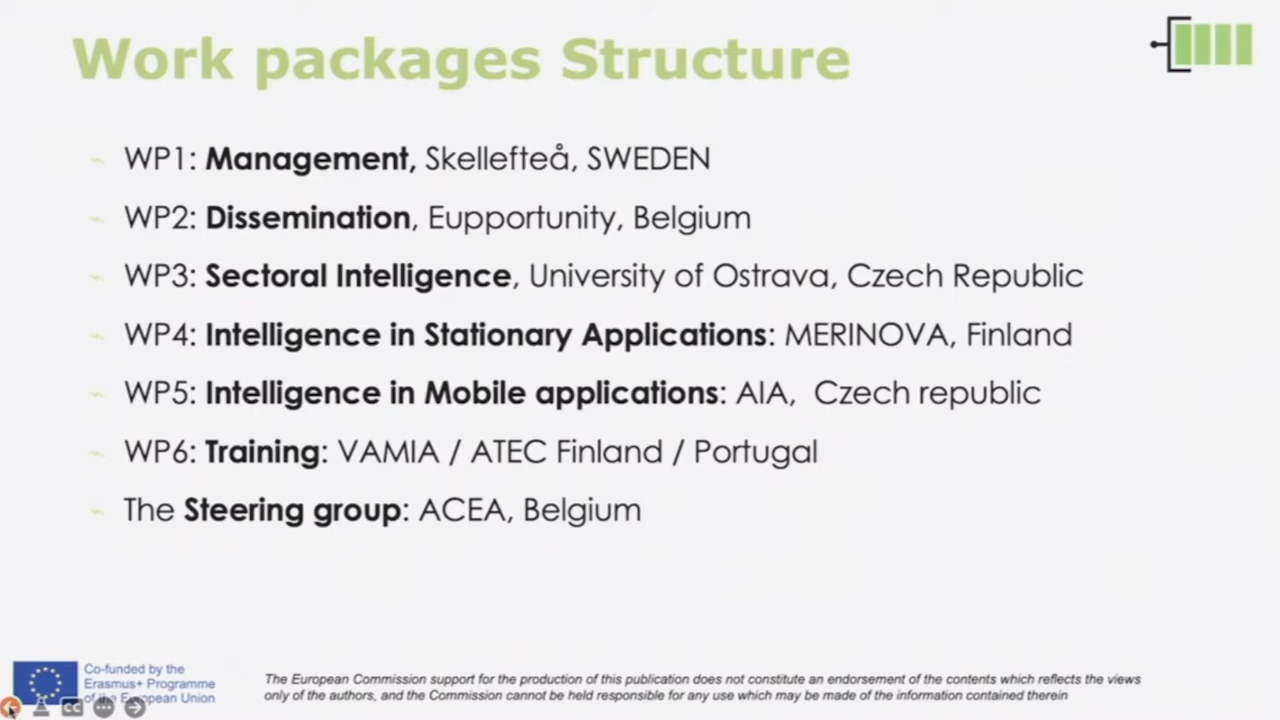 Work packages Structure
WP1: Management, Skellefteå, SWEDEN
WP2: Dissemination, Eupportunity, Belgium
WP3: Sectoral Intelligence, University of Ostrava, Czech Republic
WP4: Intelligence in Stationary Applications: MERINOVA, Finland
WP5: Intelligence in Mobile applications: AIA, Czech republic
WP6: Training: VAMIA / ATEC Finland / Portugal
The Steering group: ACEA, Belgium
Co-funded by the
Erasmus+ Programme
of the European Union
The European Commission support for the production of this publication does not constitute an endorsement of the contents which reflects the views
only of the authors, and the Commission cannot be held responsible for any use which may be made of the information contained therein
CC